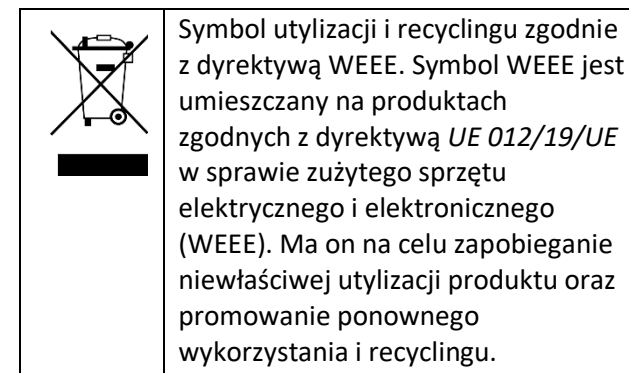 Symbol utylizacji i recyclingu zgodnie
z dyrektywą WEEE. Symbol WEEE jest
umieszczany na produktach
zgodnych z dyrektywą UE 012/19/UE
w sprawie zużytego sprzętu
elektrycznego i elektronicznego
(WEEE). Ma on na celu zapobieganie
niewłaściwej utylizacji produktu oraz
promowanie ponownego
wykorzystania i recyclingu.